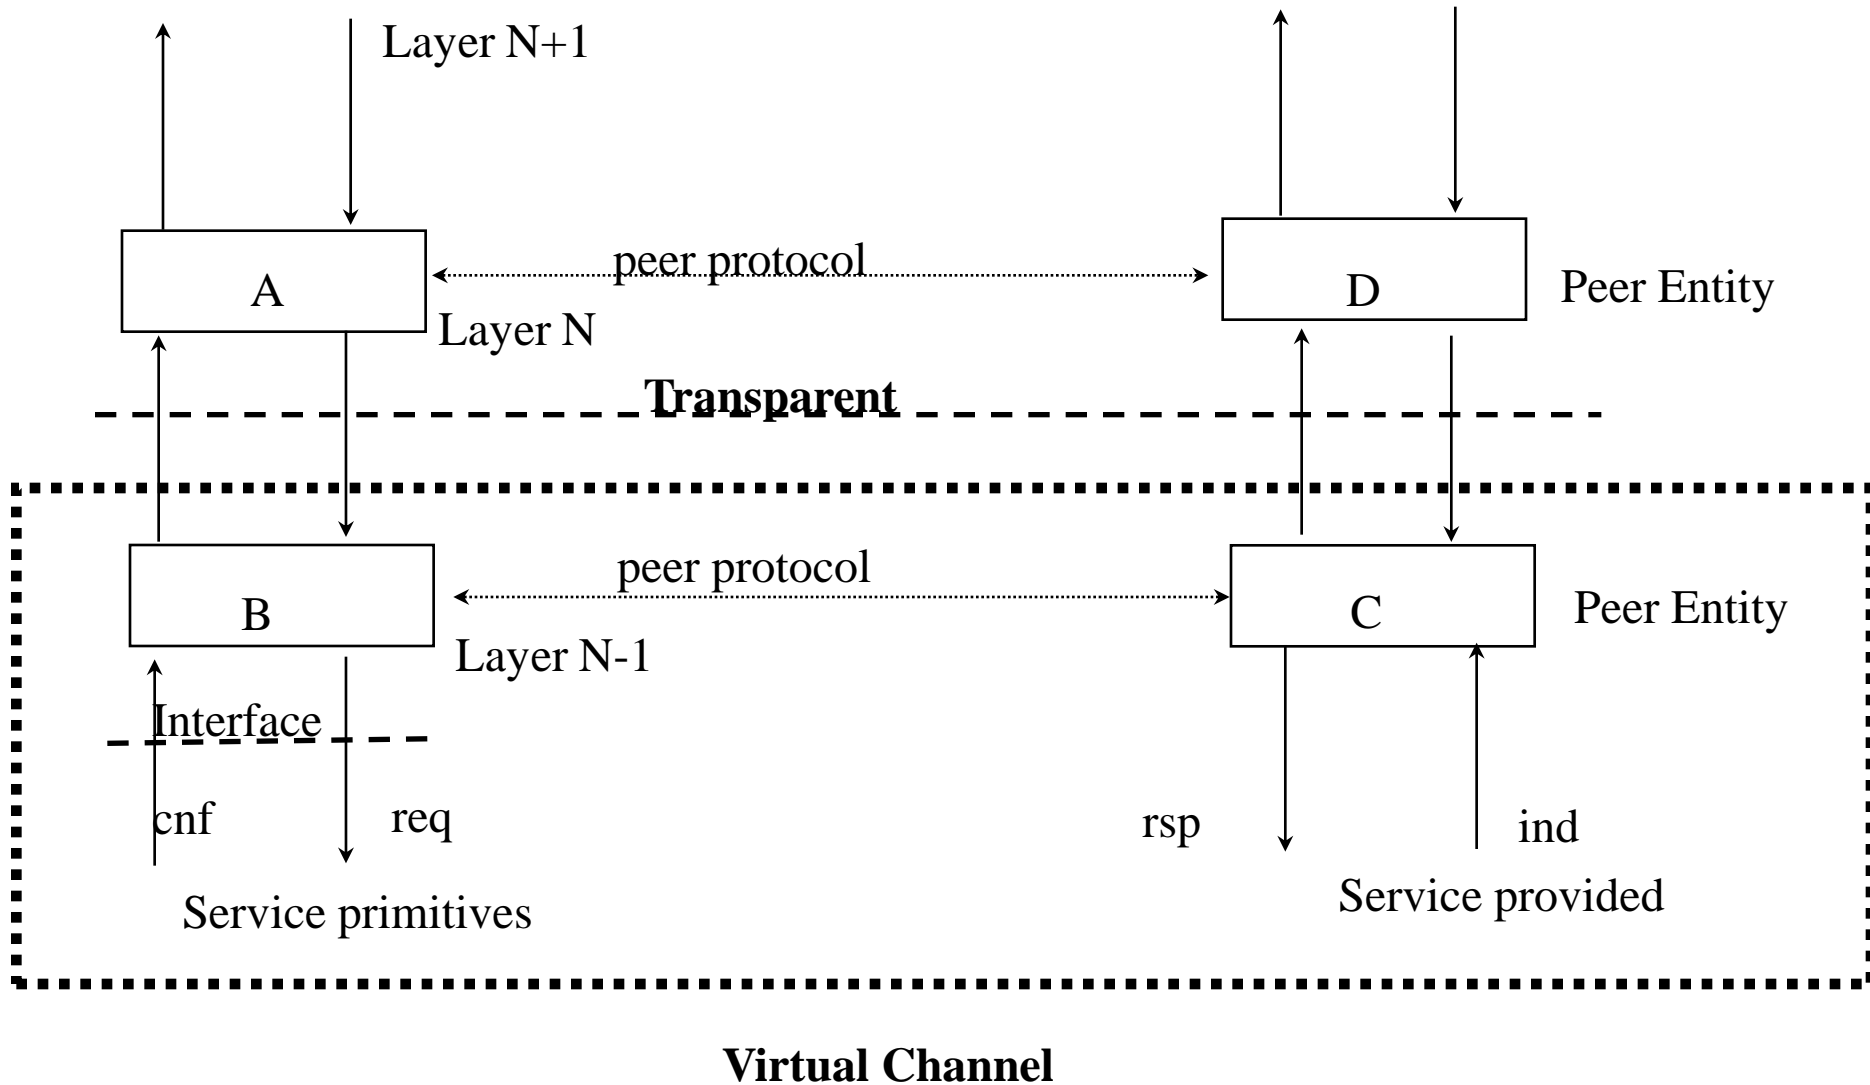 Layer N+1
peer protocol
A
D
Peer Entity
Layer N
Transparent
peer protocol
B
C
Peer Entity
Layer N-1
Interface
cnf
req
rsp
ind
Service primitives
Service provided
Virtual Channel